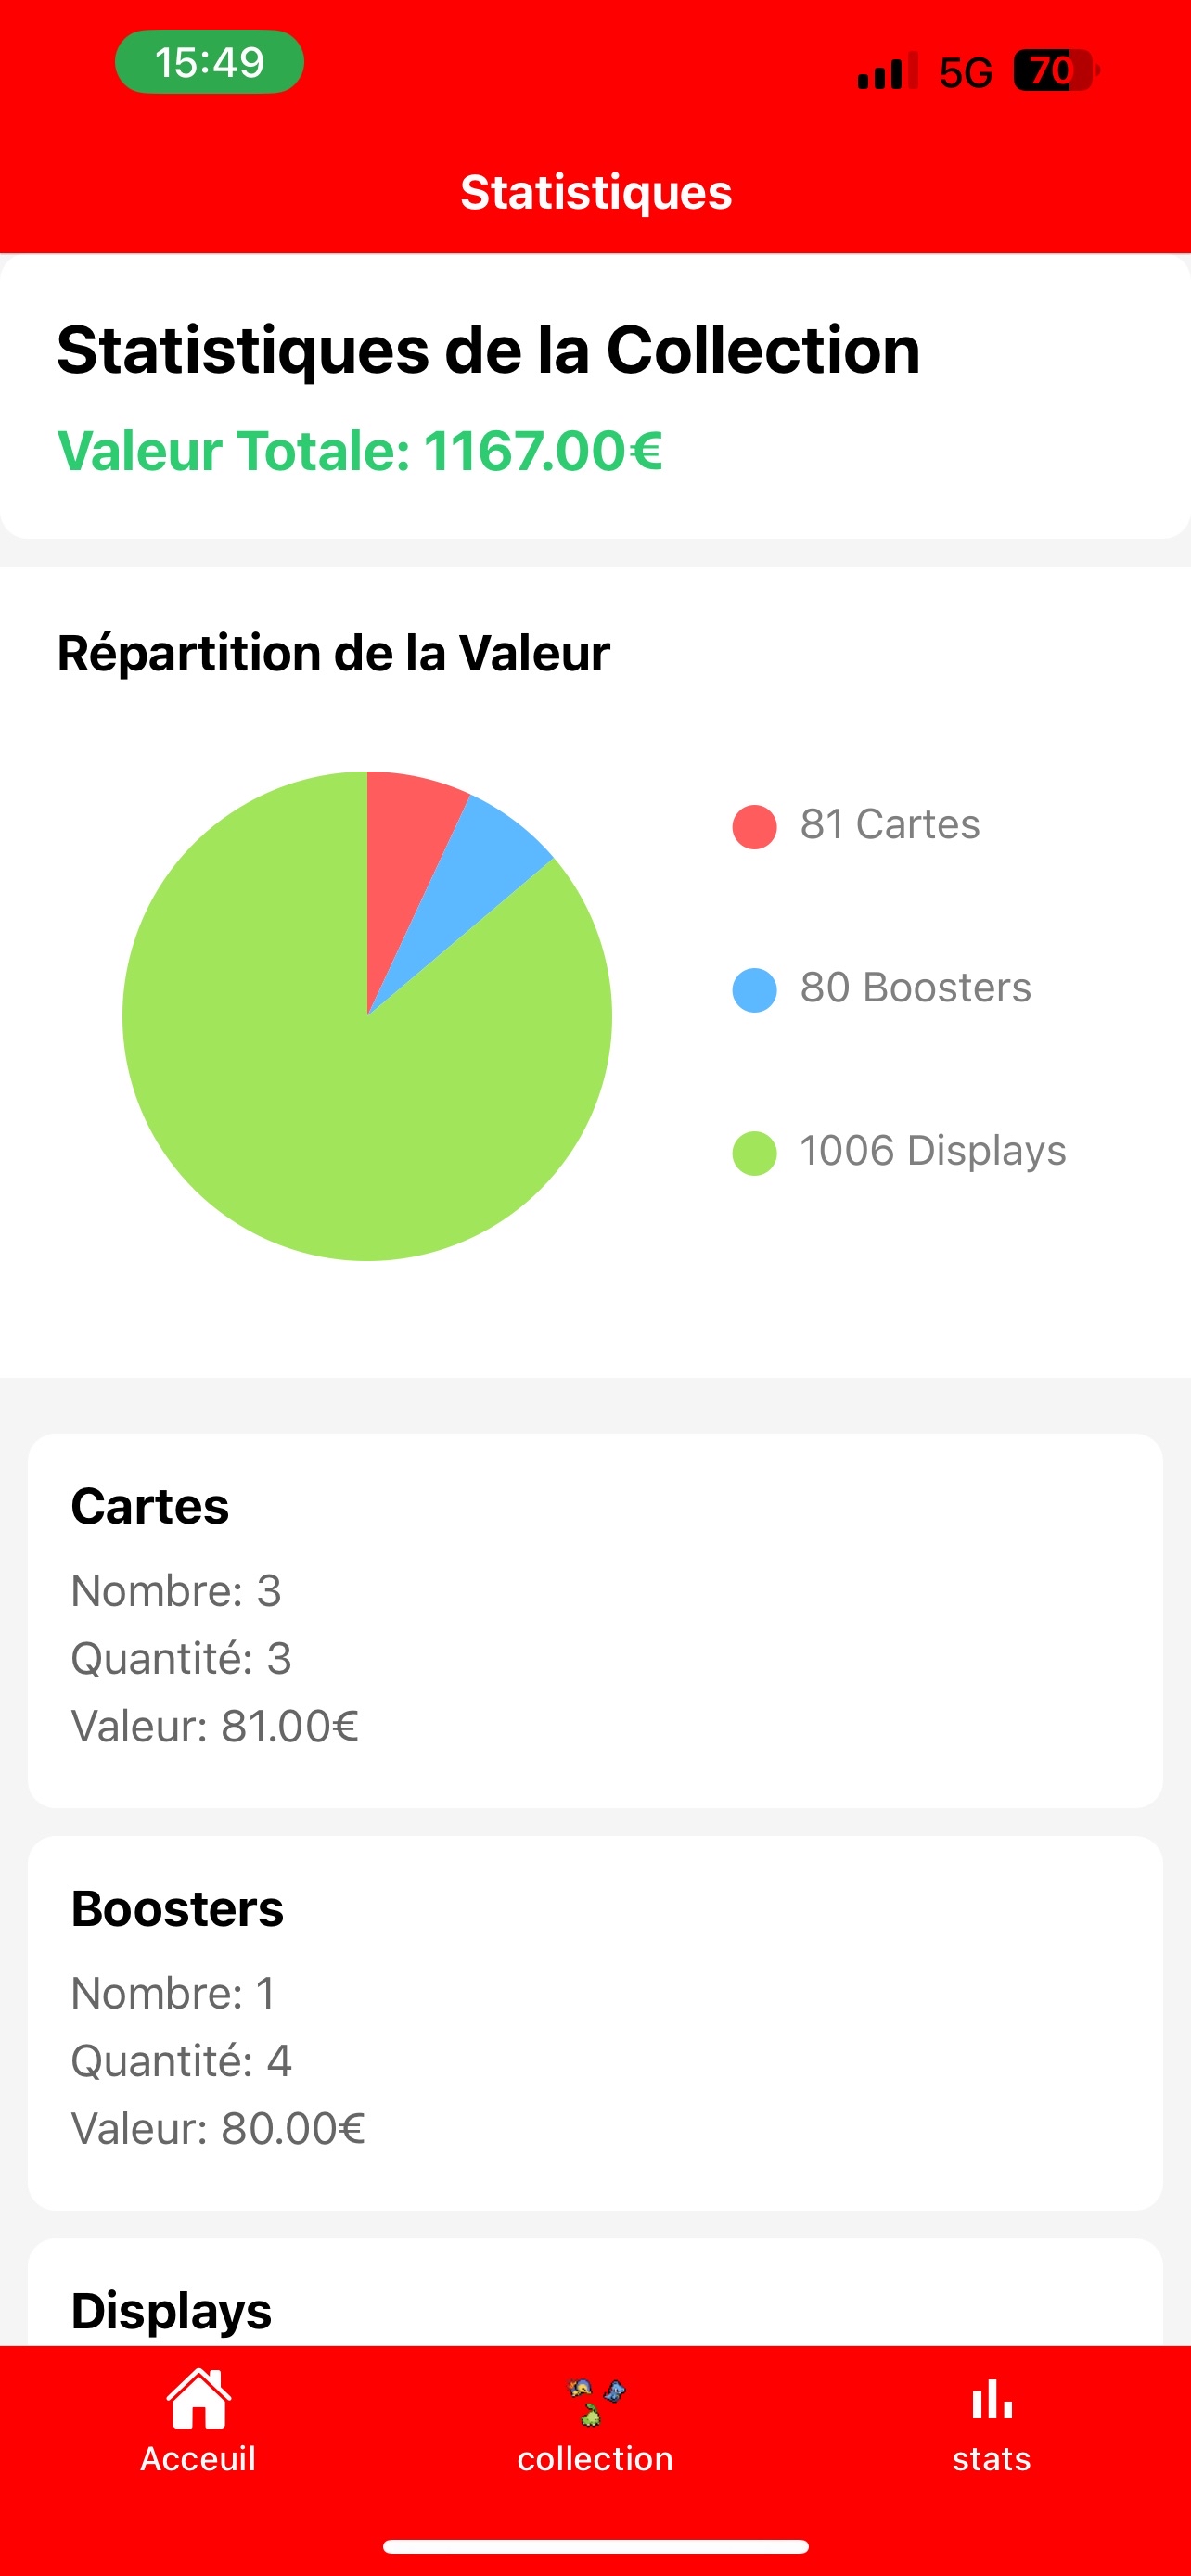 15:49
5G
70
Statistiques
Statistiques de la Collection
Valeur Totale: 1167.00€
Répartition de la Valeur
81 Cartes
80 Boosters
1006 Displays
Cartes
Nombre: 3
Quantité: 3
Valeur: 81.00€
Boosters
Nombre: 1
Quantité: 4
Valeur: 80.00€
Displays
Acceuil
collection
stats